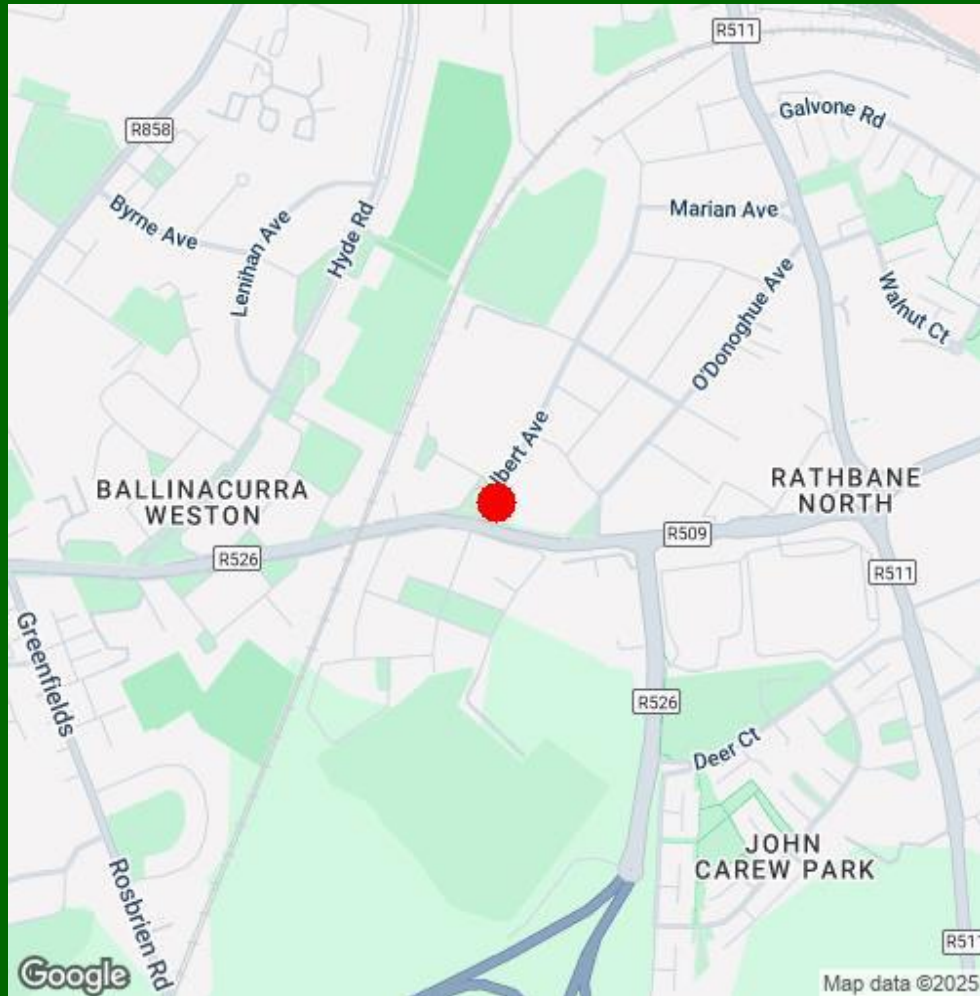 R511
Galvone Rd
R858
Marian Ave
Byrne Ave
Lenihan Ave
Hyde Rd
O'Donoghue Ave
Walnut Ct
lbert Ave
BALLINACURRA
WESTON
RATHBANE
NORTH
R509
R526
R511
Greenfields
R526
Deer Ct
JOHN
CAREW PARK
Rosbrien Rd
R511
Google
Map data ©2025